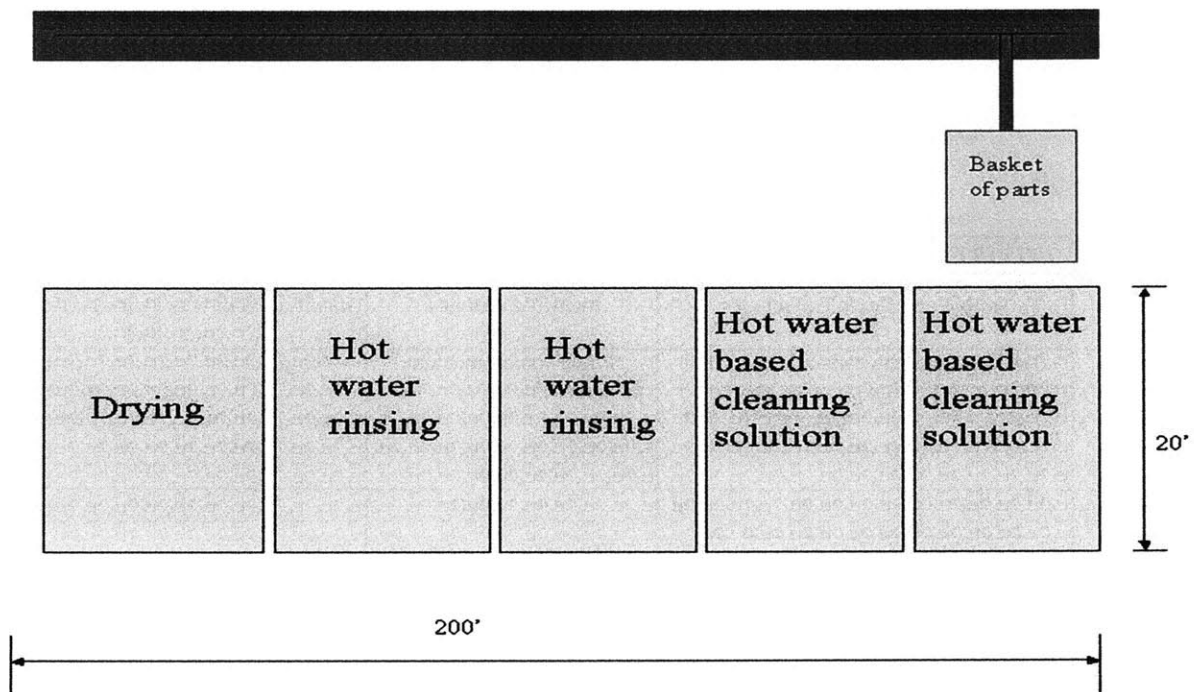 Basket
of parts
Drying
Hot
water
rinsing
Hot
water
rinsing
Hot water
based
cleaning
solution
Hot water
based
cleaning
solution
20'
200'